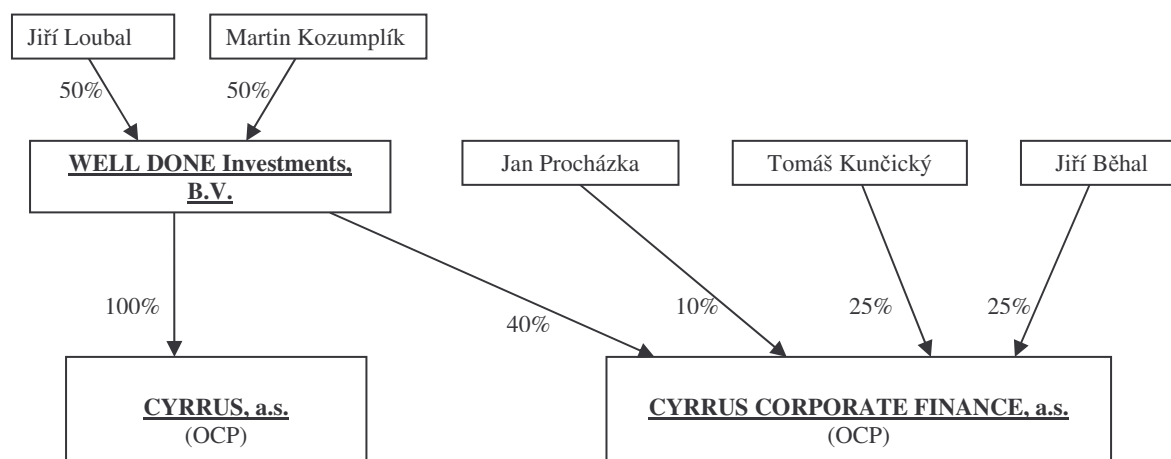 Jiří Loubal
Martin Kozumplík
50%
50%
WELL DONE Investments,
B.V.
Jan Procházka
Tomáš Kunčický
Jiří Běhal
100%
40%
10%
25%
25%
CYRRUS, a.s.
(OCP)
CYRRUS CORPORATE FINANCE, a.s.
(OCP)